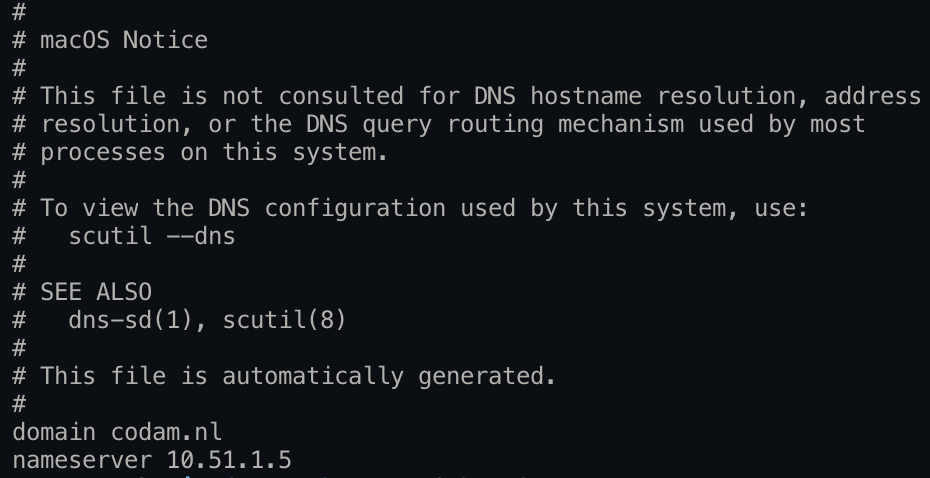 #
# macOS Notice
#
# This file is not consulted for DNS hostname resolution, address
# resolution, or the DNS query routing mechanism used by most
# processes on this system.
#
# To view the DNS configuration used by this system, use:
#   scutil --dns
#
# SEE ALSO
#   dns-sd(1), scutil(8)
#
# This file is automatically generated.
#
domain codam.nl
nameserver 10.51.1.5